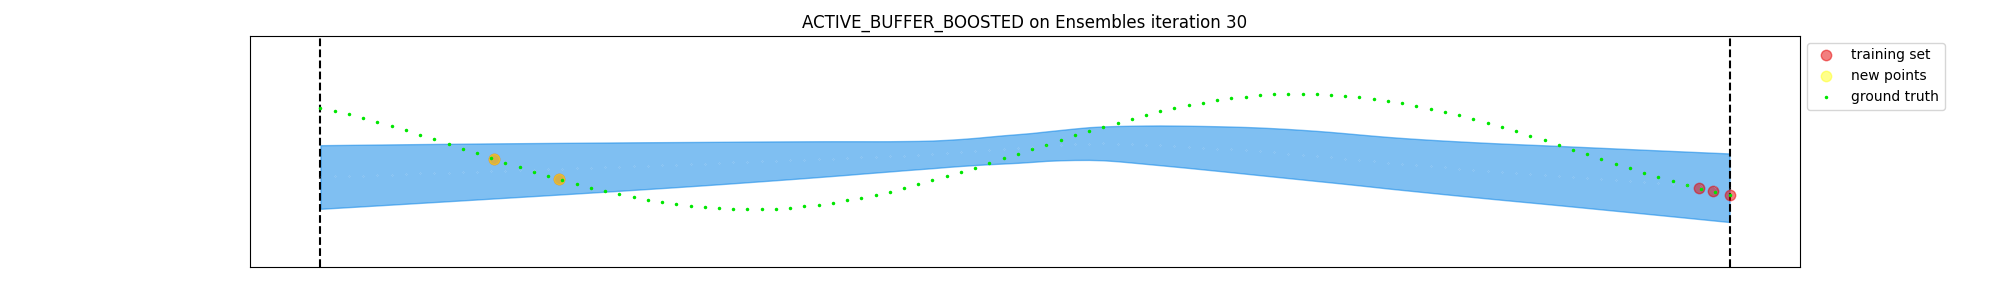 ACTIVE_BUFFER_BOOSTED on Ensembles iteration 30
training set
new points
ground truth